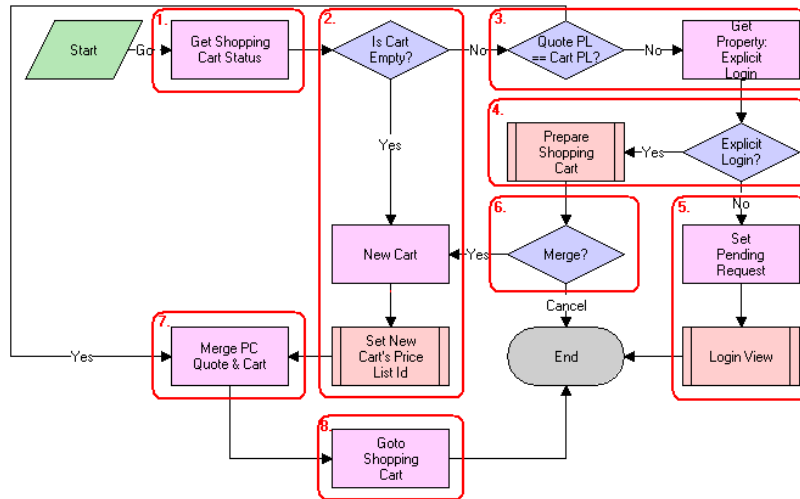 1.
2.
3.
Start
Go
Get Shopping
Cart Status
Is Cart
Empty?
No
Quote PL
== Cart PL?
No
Get
Property:
Explicit
Login
4.
Yes
Prepare
Shopping
Cart
Yes
Explicit
Login?
No
6.
5.
New Cart
Yes
Merge?
Set
Pending
Request
Cancel
7.
Yes
Merge PC
Quote & Cart
Set New
Cart's Price
List Id
End
Login View
8.
Goto
Shopping
Cart